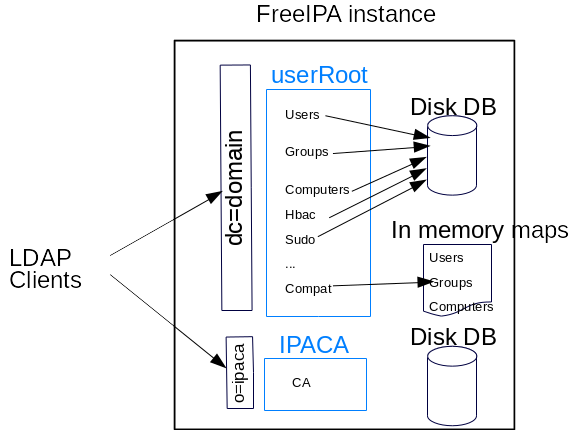 FreeIPA instance
userRoot
Disk DB
Users
Groups
Computers
Hbac
Sudo
...
Compat
dc=domain
In memory maps
Users
Groups
Computers
LDAP
Clients
IPACA
Disk DB
o=ipaca
CA